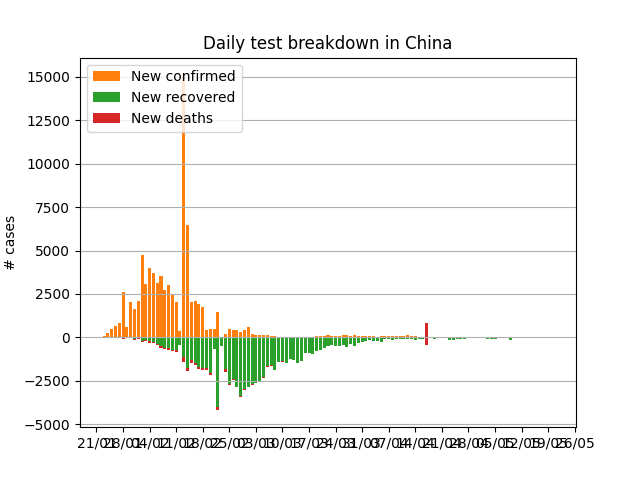 Daily test breakdown in China
New confirmed
New recovered
New deaths
# cases
15000
12500
10000
7500
5000
2500
0
−2500
−5000
21/01 28/01 04/02 11/02 18/02 25/02 03/03 10/03 17/03 24/03 31/03 07/04 14/04 21/04 28/04 05/05 12/05 19/05 26/05